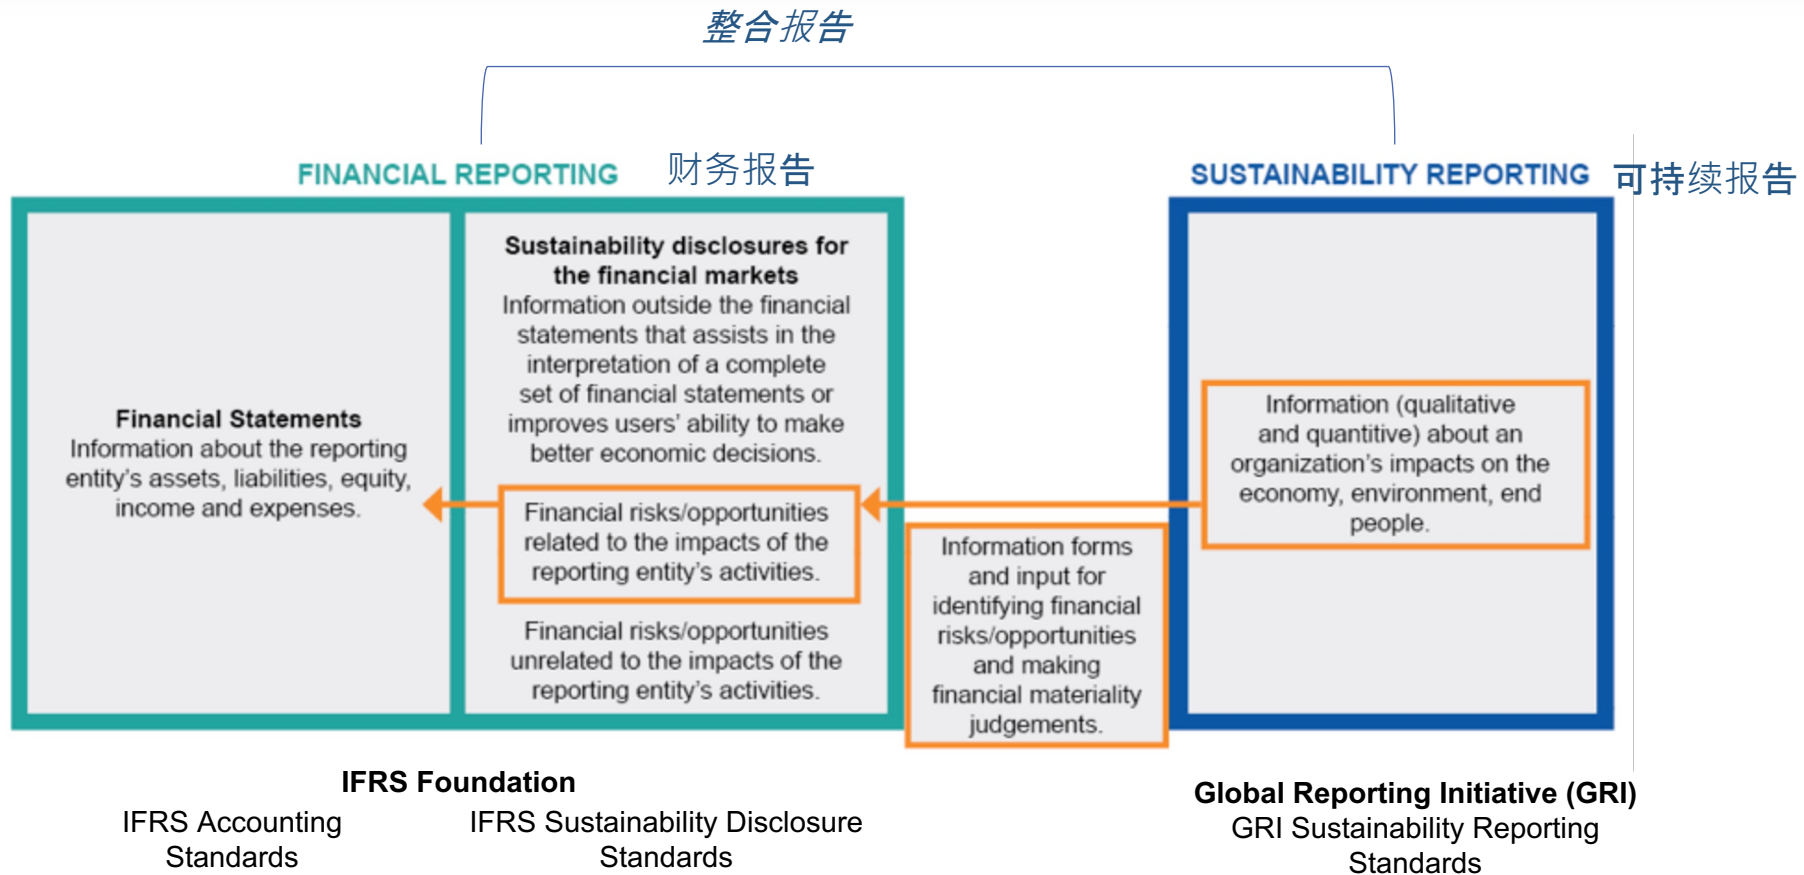 整合报告
FINANCIAL REPORTING 财务报告
SUSTAINABILITY REPORTING 可持续报告
Financial Statements
Information about the reporting
entity's assets, liabilities, equity,
income and expenses.
Sustainability disclosures for
the financial markets
Information outside the financial
statements that assists in the
interpretation of a complete
set of financial statements or
improves users' ability to make
better economic decisions.
Financial risks/opportunities
related to the impacts of the
reporting entity's activities.
Financial risks/opportunities
unrelated to the impacts of the
reporting entity's activities.
Information forms
and input for
identifying financial
risks/opportunities
and making
financial materiality
judgements.
Information (qualitative
and quantitive) about an
organization's impacts on the
economy, environment, end
people.
IFRS Foundation
IFRS Accounting
Standards
IFRS Sustainability Disclosure
Standards
Global Reporting Initiative (GRI)
GRI Sustainability Reporting
Standards